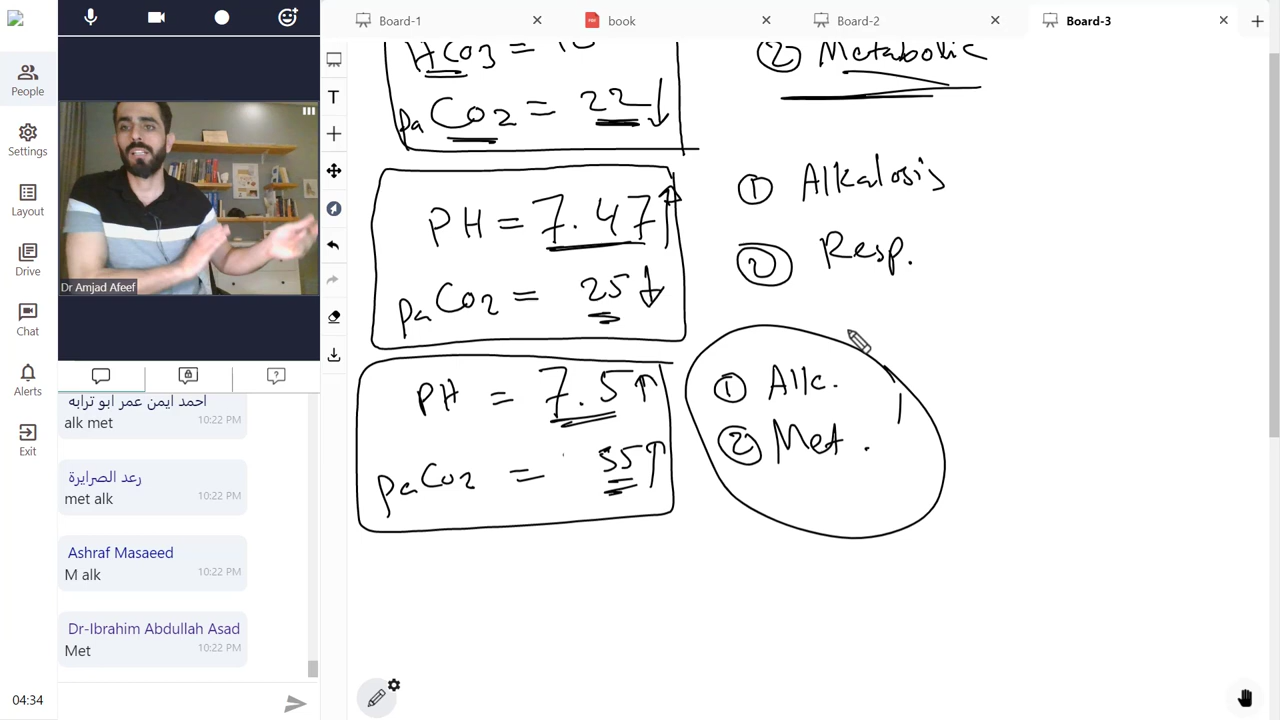 Board-1
book
Board-2
Board-3
People
Settings
Layout
Drive
Chat
Alerts
Exit
04:34
Dr Amjad Afeef
احمد ايمن عمر ابو ترابه
alk met
10:22 PM
رعد الصرايرة
met alk
10:22 PM
Ashraf Masaeed
M alk
10:22 PM
Dr-Ibrahim Abdullah Asad
Met
10:22 PM
T
HCo3 =
paCo2 = 22 ↓
② Metabolic
PH = 7.47 ↑
paCo2 = 25 ↓
① Alkalosis
② Resp.
PH = 7.5 ↑
paCo2 = 55 ↑
① Alk.
② Met.